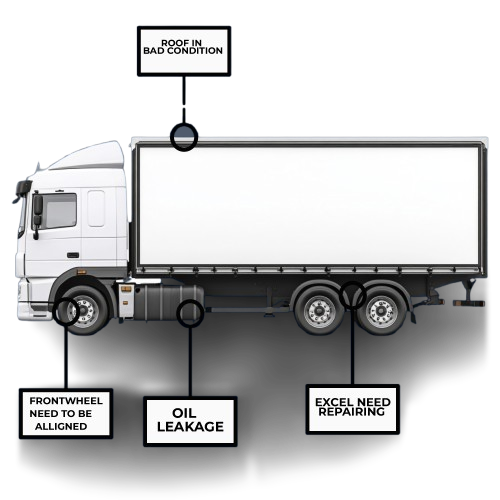 ROOF IN
BAD CONDITION
FRONTWHEEL
NEED TO BE
ALLIGNED
OIL
LEAKAGE
EXCEL NEED
REPAIRING